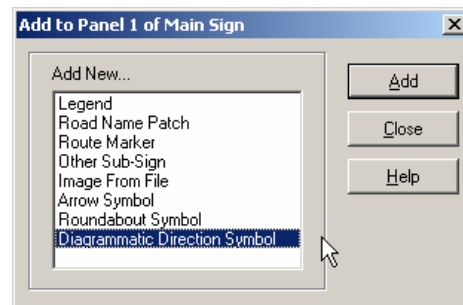 Add to Panel 1 of Main Sign
Add New...
Legend
Road Name Patch
Route Marker
Other Sub-Sign
Image From File
Arrow Symbol
Roundabout Symbol
Diagrammatic Direction Symbol
Add
Close
Help